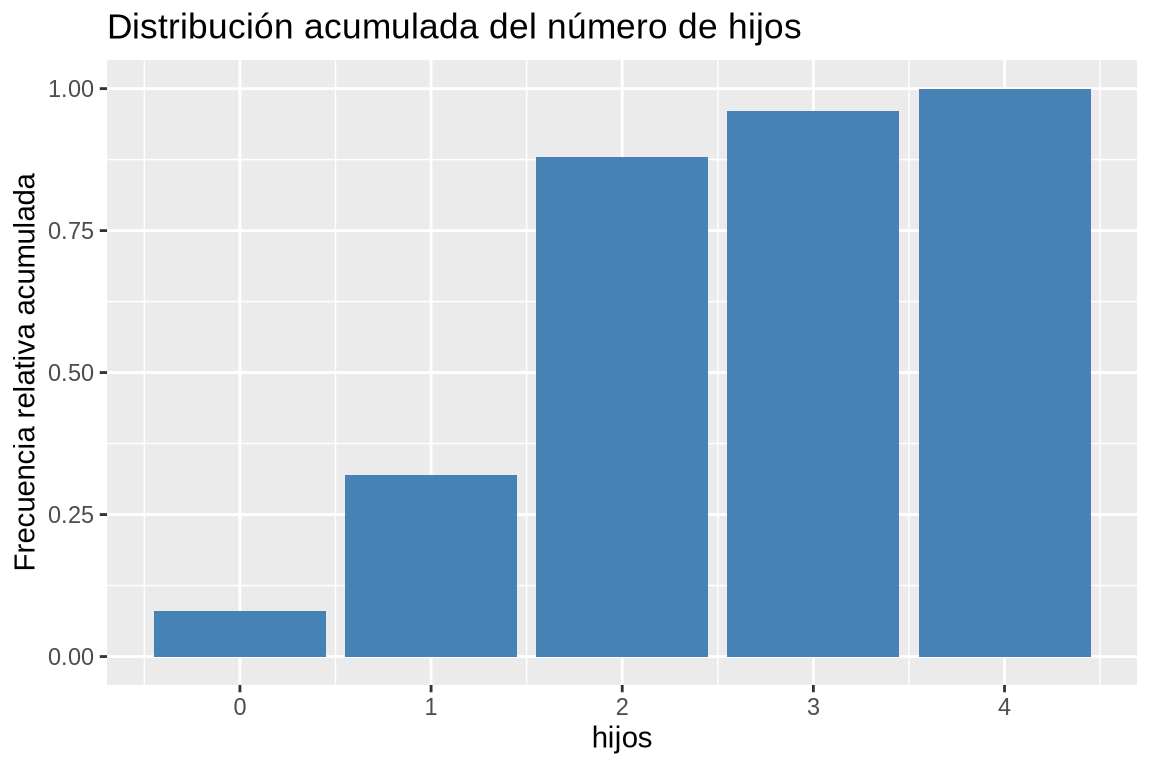 Distribución acumulada del número de hijos
Frecuencia relativa acumulada
1.00
0.75
0.50
0.25
0.00
0 1 2 3 4
hijos